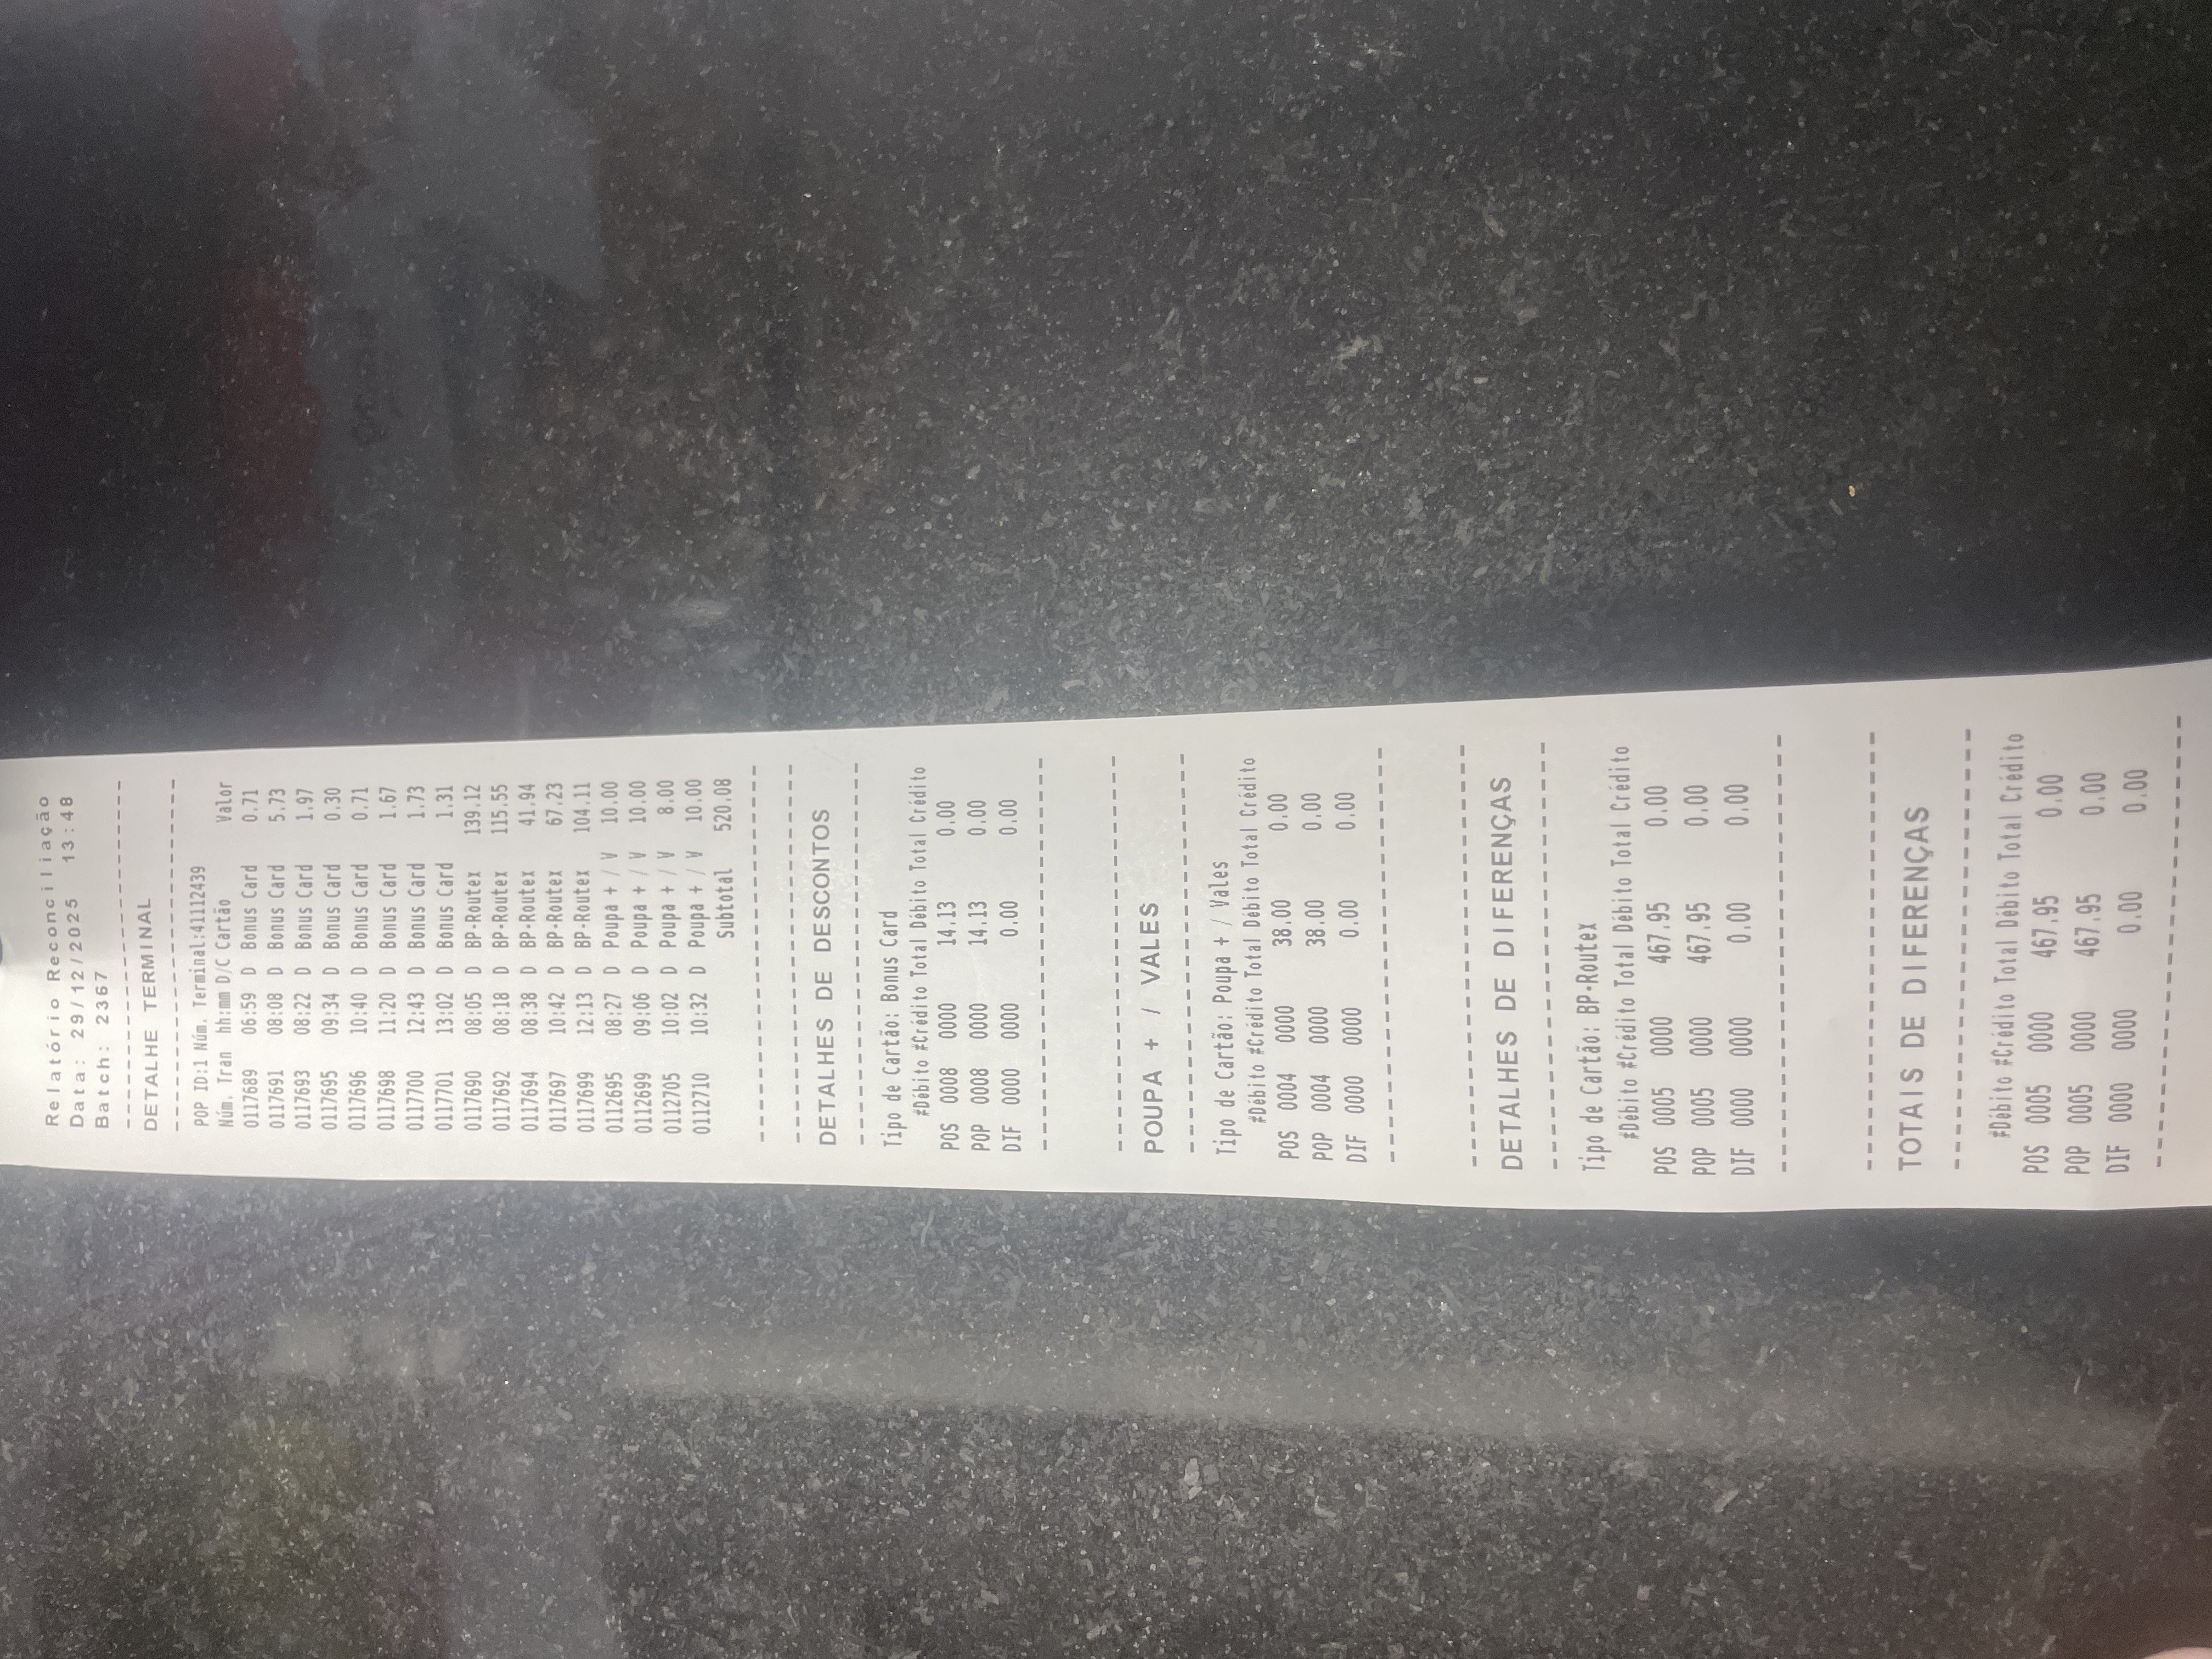 Relatório Reconciliação
Data: 29/12/2025 13:48
Batch: 2367
------------------------
DETALHE TERMINAL
------------------------
POP ID:1 Núm. Terminal:41112439
Núm. Tran hh:mm D/C Cartão Valor
0117689 06:59 D Bonus Card 0.71
0117691 08:08 D Bonus Card 5.73
0117693 08:22 D Bonus Card 1.97
0117695 09:34 D Bonus Card 0.30
0117696 10:40 D Bonus Card 0.71
0117698 11:20 D Bonus Card 1.67
0117700 12:43 D Bonus Card 1.73
0117701 13:02 D Bonus Card 1.31
0117690 08:05 D BP-Routex 139.12
0117692 08:18 D BP-Routex 115.55
0117694 08:38 D BP-Routex 41.94
0117697 10:42 D BP-Routex 67.23
0117699 12:13 D BP-Routex 104.11
0112695 08:27 D Poupa + / V 10.00
0112699 09:06 D Poupa + / V 10.00
0112705 10:02 D Poupa + / V 8.00
0112710 10:32 D Poupa + / V 10.00
Subtotal 520.08
------------------------
------------------------
DETALHES DE DESCONTOS
------------------------
Tipo de Cartão: Bonus Card
#Débito #Crédito Total Débito Total Crédito
POS 0008 0000 14.13 0.00
POP 0008 0000 14.13 0.00
DIF 0000 0000 0.00 0.00
------------------------
------------------------
POUPA + / VALES
------------------------
Tipo de Cartão: Poupa + / Vales
#Débito #Crédito Total Débito Total Crédito
POS 0004 0000 38.00 0.00
POP 0004 0000 38.00 0.00
DIF 0000 0000 0.00 0.00
------------------------
------------------------
DETALHES DE DIFERENÇAS
------------------------
Tipo de Cartão: BP-Routex
#Débito #Crédito Total Débito Total Crédito
POS 0005 0000 467.95 0.00
POP 0005 0000 467.95 0.00
DIF 0000 0000 0.00 0.00
------------------------
------------------------
TOTAIS DE DIFERENÇAS
------------------------
#Débito #Crédito Total Débito Total Crédito
POS 0005 0000 467.95 0.00
POP 0005 0000 467.95 0.00
DIF 0000 0000 0.00 0.00
------------------------